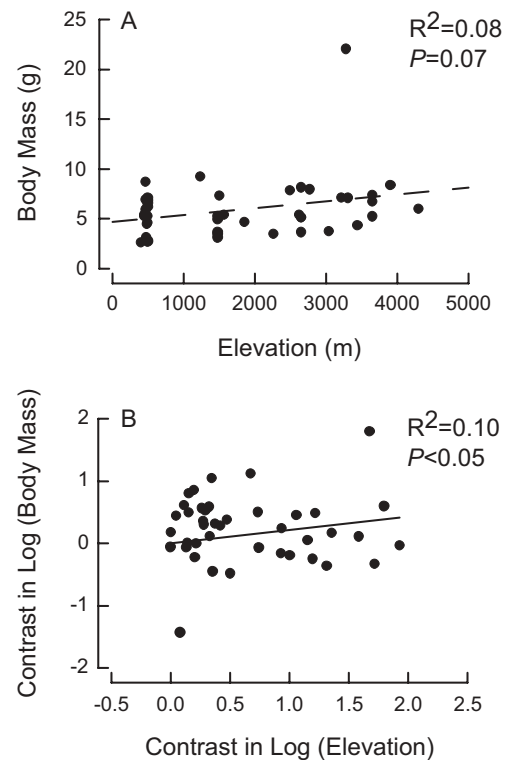 A
R²=0.08
P=0.07
25
20
15
10
5
0
Body Mass (g)
0 1000 2000 3000 4000 5000
Elevation (m)
B
R²=0.10
P<0.05
2
1
0
-1
-2
Contrast in Log (Body Mass)
-0.5 0.0 0.5 1.0 1.5 2.0 2.5
Contrast in Log (Elevation)